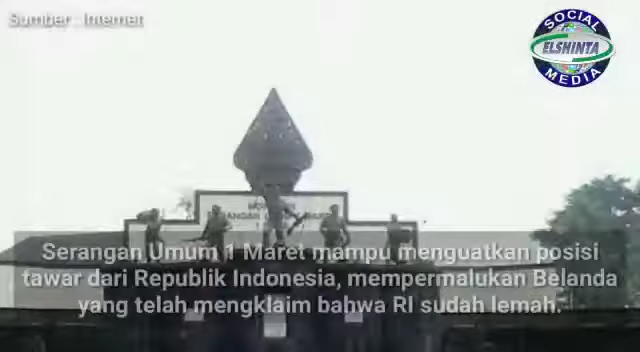 Sumber : Internet
SOCIAL
ELSHINTA
MEDIA
Serangan Umum 1 Maret mampu menguatkan posisi
tawar dari Republik Indonesia, mempermalukan Belanda
yang telah mengklaim bahwa RI sudah lemah.